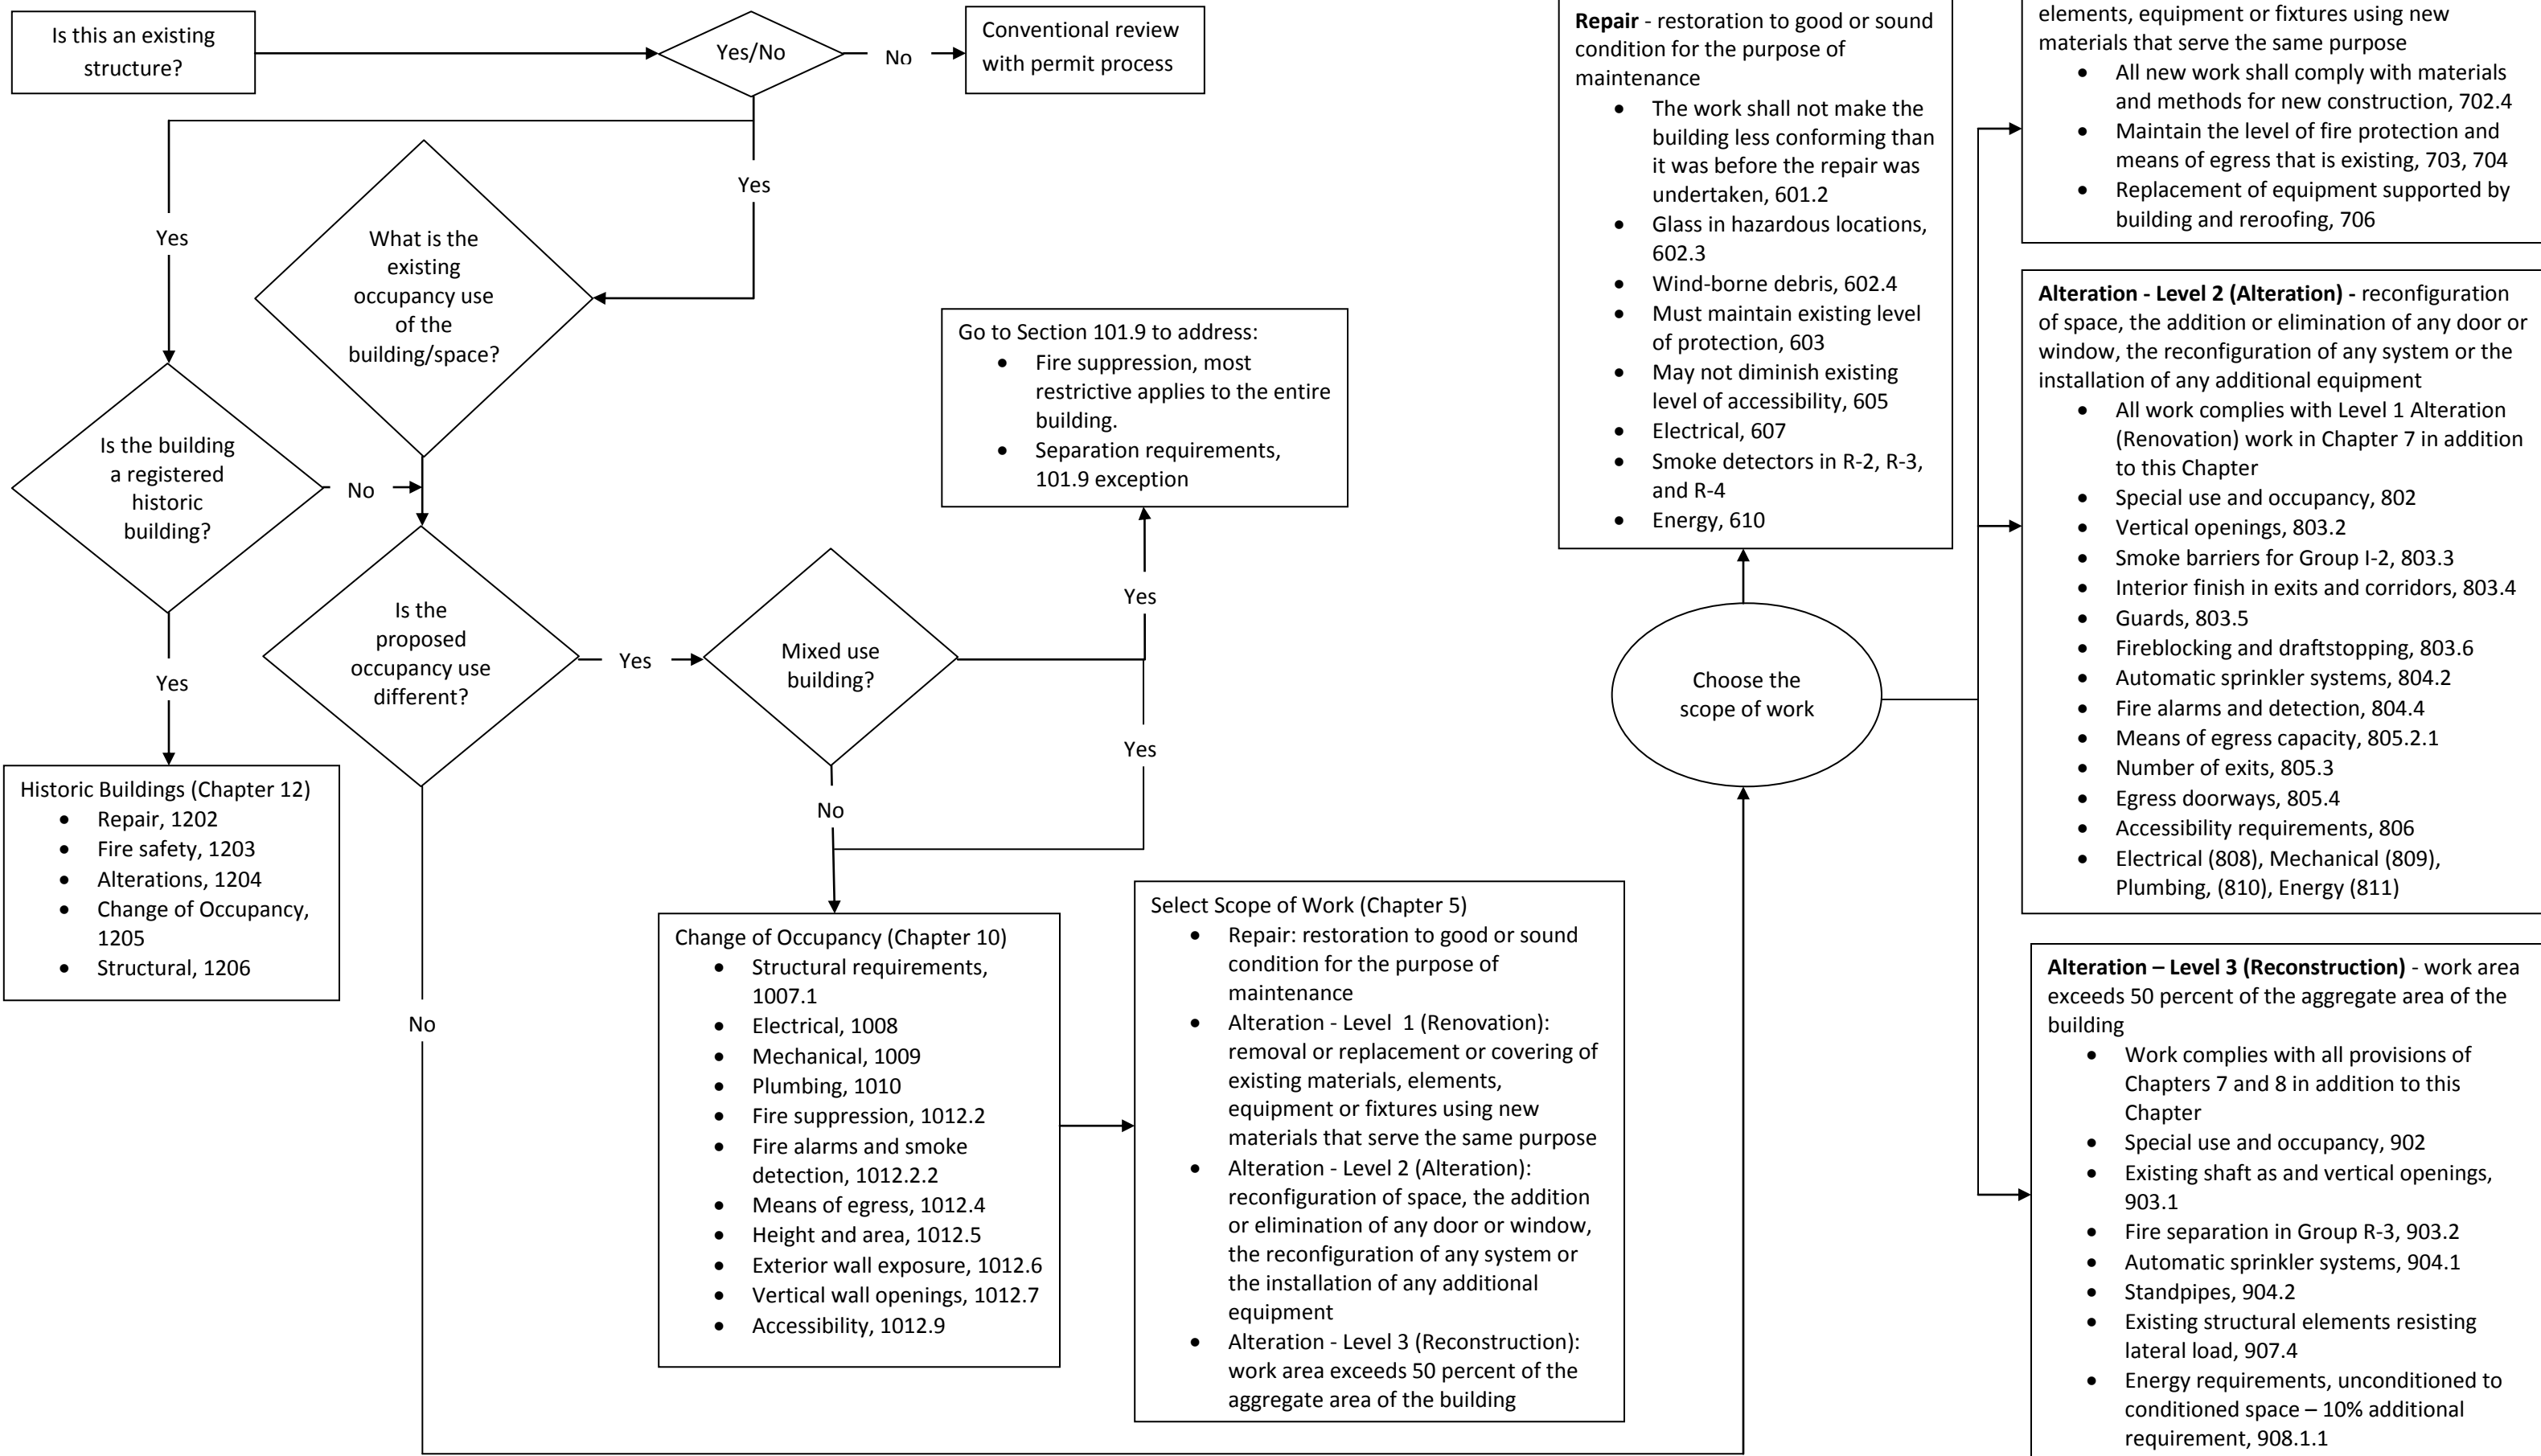 Is this an existing
structure?
Yes/No
No
Conventional review
with permit process
Yes
Yes
What is the
existing
occupancy use
of the
building/space?
Is the building
a registered
historic
building?
No
Yes
Historic Buildings (Chapter 12)
• Repair, 1202
• Fire safety, 1203
• Alterations, 1204
• Change of Occupancy,
1205
• Structural, 1206
Is the
proposed
occupancy use
different?
Yes
No
Mixed use
building?
Yes
Yes
No
Go to Section 101.9 to address:
• Fire suppression, most
restrictive applies to the entire
building.
• Separation requirements,
101.9 exception
Change of Occupancy (Chapter 10)
• Structural requirements,
1007.1
• Electrical, 1008
• Mechanical, 1009
• Plumbing, 1010
• Fire suppression, 1012.2
• Fire alarms and smoke
detection, 1012.2.2
• Means of egress, 1012.4
• Height and area, 1012.5
• Exterior wall exposure, 1012.6
• Vertical wall openings, 1012.7
• Accessibility, 1012.9
Select Scope of Work (Chapter 5)
• Repair: restoration to good or sound
condition for the purpose of
maintenance
• Alteration - Level 1 (Renovation):
removal or replacement or covering of
existing materials, elements,
equipment or fixtures using new
materials that serve the same purpose
• Alteration - Level 2 (Alteration):
reconfiguration of space, the addition
or elimination of any door or window,
the reconfiguration of any system or
the installation of any additional
equipment
• Alteration - Level 3 (Reconstruction):
work area exceeds 50 percent of the
aggregate area of the building
Repair - restoration to good or sound
condition for the purpose of
maintenance
• The work shall not make the
building less conforming than
it was before the repair was
undertaken, 601.2
• Glass in hazardous locations,
602.3
• Wind-borne debris, 602.4
• Must maintain existing level
of protection, 603
• May not diminish existing
level of accessibility, 605
• Electrical, 607
• Smoke detectors in R-2, R-3,
and R-4
• Energy, 610
Choose the
scope of work
elements, equipment or fixtures using new
materials that serve the same purpose
• All new work shall comply with materials
and methods for new construction, 702.4
• Maintain the level of fire protection and
means of egress that is existing, 703, 704
• Replacement of equipment supported by
building and reroofing, 706
Alteration - Level 2 (Alteration) - reconfiguration
of space, the addition or elimination of any door or
window, the reconfiguration of any system or the
installation of any additional equipment
• All work complies with Level 1 Alteration
(Renovation) work in Chapter 7 in addition
to this Chapter
• Special use and occupancy, 802
• Vertical openings, 803.2
• Smoke barriers for Group I-2, 803.3
• Interior finish in exits and corridors, 803.4
• Guards, 803.5
• Fireblocking and draftstopping, 803.6
• Automatic sprinkler systems, 804.2
• Fire alarms and detection, 804.4
• Means of egress capacity, 805.2.1
• Number of exits, 805.3
• Egress doorways, 805.4
• Accessibility requirements, 806
• Electrical (808), Mechanical (809),
Plumbing, (810), Energy (811)
Alteration – Level 3 (Reconstruction) - work area
exceeds 50 percent of the aggregate area of the
building
• Work complies with all provisions of
Chapters 7 and 8 in addition to this
Chapter
• Special use and occupancy, 902
• Existing shaft as and vertical openings,
903.1
• Fire separation in Group R-3, 903.2
• Automatic sprinkler systems, 904.1
• Standpipes, 904.2
• Existing structural elements resisting
lateral load, 907.4
• Energy requirements, unconditioned to
conditioned space – 10% additional
requirement, 908.1.1